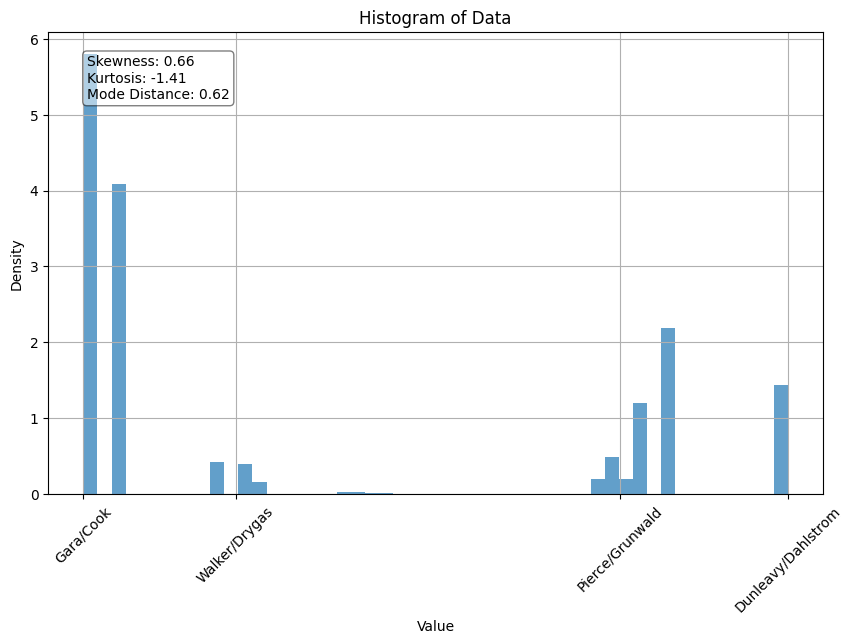 Histogram of Data
Skewness: 0.66
Kurtosis: -1.41
Mode Distance: 0.62
Density
6
5
4
3
2
1
0
Gara/Cook
Walker/Drygas
Pierce/Grunwald
Dunleavy/Dahlstrom
Value